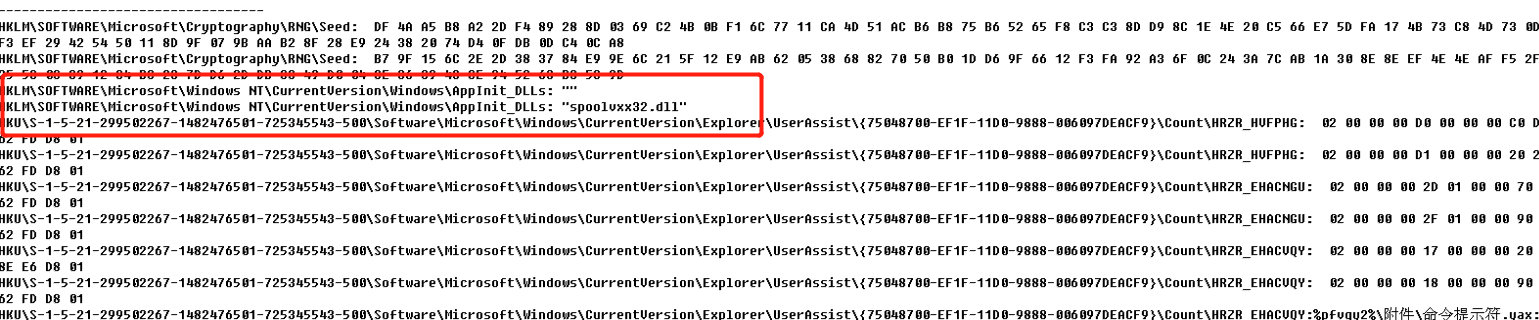 HKLM\SOFTWARE\Microsoft\Cryptography\RNG\Seed:  DF 4A A5 B8 A2 2D F4 89 28 8D 03 69 C2 4B 0B F1 6C 77 11 CA 4D 51 AC B6 B8 75 B6 52 65 F8 C3 C3 8D D9 8C 1E 4E 20 C5 66 E7 5D FA 17 4B 73 C8 4D 73 0D
F3 EF 29 42 54 50 11 8D 9F 07 9B AA B2 8F 28 E9 24 38 20 74 D4 0F DB 0D C4 0C A8
HKLM\SOFTWARE\Microsoft\Cryptography\RNG\Seed:  B7 9F 15 6C 2E 2D 38 37 84 E9 9E 6C 21 5F 12 E9 AB 62 05 38 68 82 70 50 B0 1D D6 9F 66 12 F3 FA 92 A3 6F 0C 24 3A 7C AB 1A 30 8E 8E EF 4E 4E AF F5 2F
HKLM\SOFTWARE\Microsoft\Windows NT\CurrentVersion\Windows\AppInit_DLLs: ""
HKLM\SOFTWARE\Microsoft\Windows NT\CurrentVersion\Windows\AppInit_DLLs: "spoolvxx32.dll"
HKU\S-1-5-21-299502267-1482476501-725345543-500\Software\Microsoft\Windows\CurrentVersion\Explorer\UserAssist\{75048700-EF1F-11D0-9888-006097DEACF9}\Count\HRZR_HVFPHG:  02 00 00 00 D0 00 00 00 C0 D
62 FD D8 01
HKU\S-1-5-21-299502267-1482476501-725345543-500\Software\Microsoft\Windows\CurrentVersion\Explorer\UserAssist\{75048700-EF1F-11D0-9888-006097DEACF9}\Count\HRZR_HVFPHG:  02 00 00 00 D1 00 00 00 20 2
62 FD D8 01
HKU\S-1-5-21-299502267-1482476501-725345543-500\Software\Microsoft\Windows\CurrentVersion\Explorer\UserAssist\{75048700-EF1F-11D0-9888-006097DEACF9}\Count\HRZR_EHACNGU:  02 00 00 00 2D 01 00 00 70
62 FD D8 01
HKU\S-1-5-21-299502267-1482476501-725345543-500\Software\Microsoft\Windows\CurrentVersion\Explorer\UserAssist\{75048700-EF1F-11D0-9888-006097DEACF9}\Count\HRZR_EHACNGU:  02 00 00 00 2F 01 00 00 90
62 FD D8 01
HKU\S-1-5-21-299502267-1482476501-725345543-500\Software\Microsoft\Windows\CurrentVersion\Explorer\UserAssist\{75048700-EF1F-11D0-9888-006097DEACF9}\Count\HRZR_EHACVQY:  02 00 00 00 17 00 00 00 20
8E E6 D8 01
HKU\S-1-5-21-299502267-1482476501-725345543-500\Software\Microsoft\Windows\CurrentVersion\Explorer\UserAssist\{75048700-EF1F-11D0-9888-006097DEACF9}\Count\HRZR_EHACVQY:  02 00 00 00 18 00 00 00 90
62 FD D8 01
HKU\S-1-5-21-299502267-1482476501-725345543-500\Software\Microsoft\Windows\CurrentVersion\Explorer\UserAssist\{75048700-EF1F-11D0-9888-006097DEACF9}\Count\HRZR_EHACVQY:%pfvqy2%\附件\命令提示符.yax: